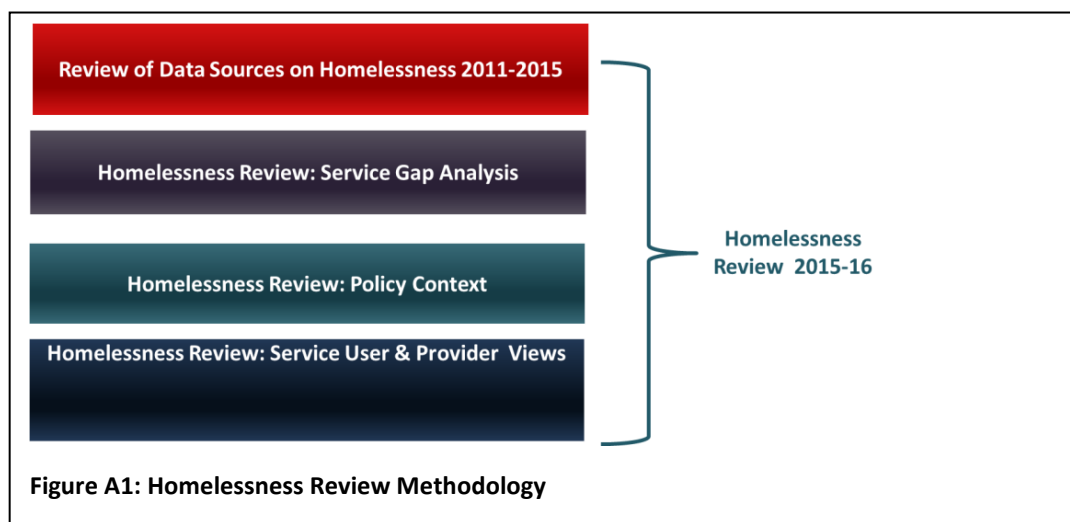 Review of Data Sources on Homelessness 2011-2015
Homelessness Review: Service Gap Analysis
Homelessness Review: Policy Context
Homelessness Review: Service User & Provider Views
Homelessness
Review 2015-16
Figure A1: Homelessness Review Methodology